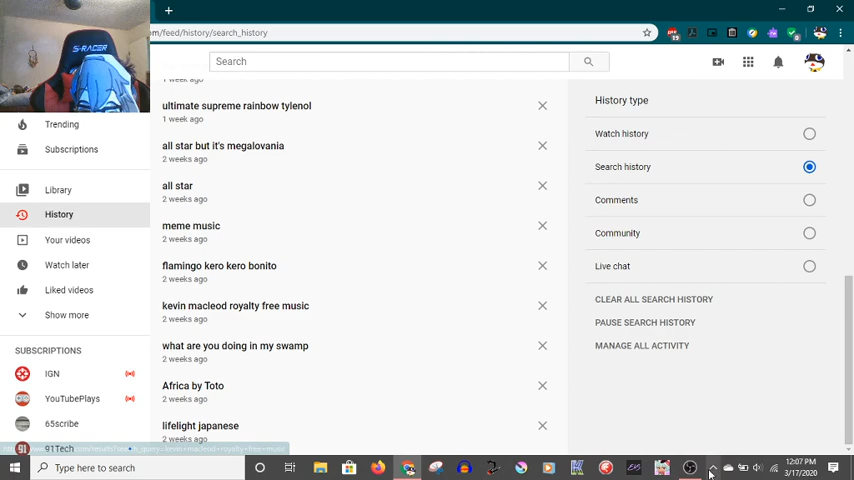 m/feed/history/search_history
S-RACER
Search
1 week ago
ultimate supreme rainbow tylenol
1 week ago
all star but it's megalovania
2 weeks ago
all star
2 weeks ago
meme music
2 weeks ago
flamingo kero kero bonito
2 weeks ago
kevin macleod royalty free music
2 weeks ago
what are you doing in my swamp
2 weeks ago
Africa by Toto
2 weeks ago
lifelight japanese
2 weeks ago
Trending
Subscriptions
Library
History
Your videos
Watch later
Liked videos
Show more
SUBSCRIPTIONS
IGN
YouTubePlays
65scribe
91Tech
History type
Watch history
Search history
Comments
Community
Live chat
CLEAR ALL SEARCH HISTORY
PAUSE SEARCH HISTORY
MANAGE ALL ACTIVITY
Type here to search
12:07 PM
3/17/2020